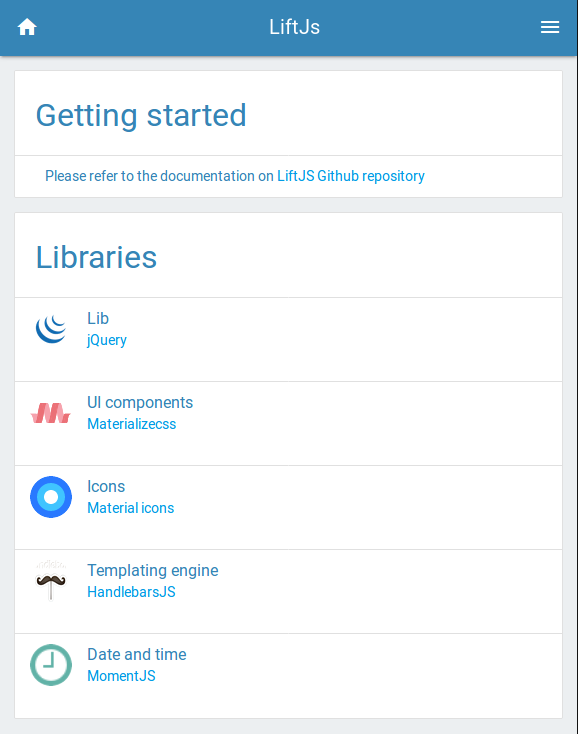 LiftJs
Getting started
Please refer to the documentation on LiftJS Github repository
Libraries
Lib
jQuery
UI components
Materializecss
Icons
Material icons
Templating engine
HandlebarsJS
Date and time
MomentJS